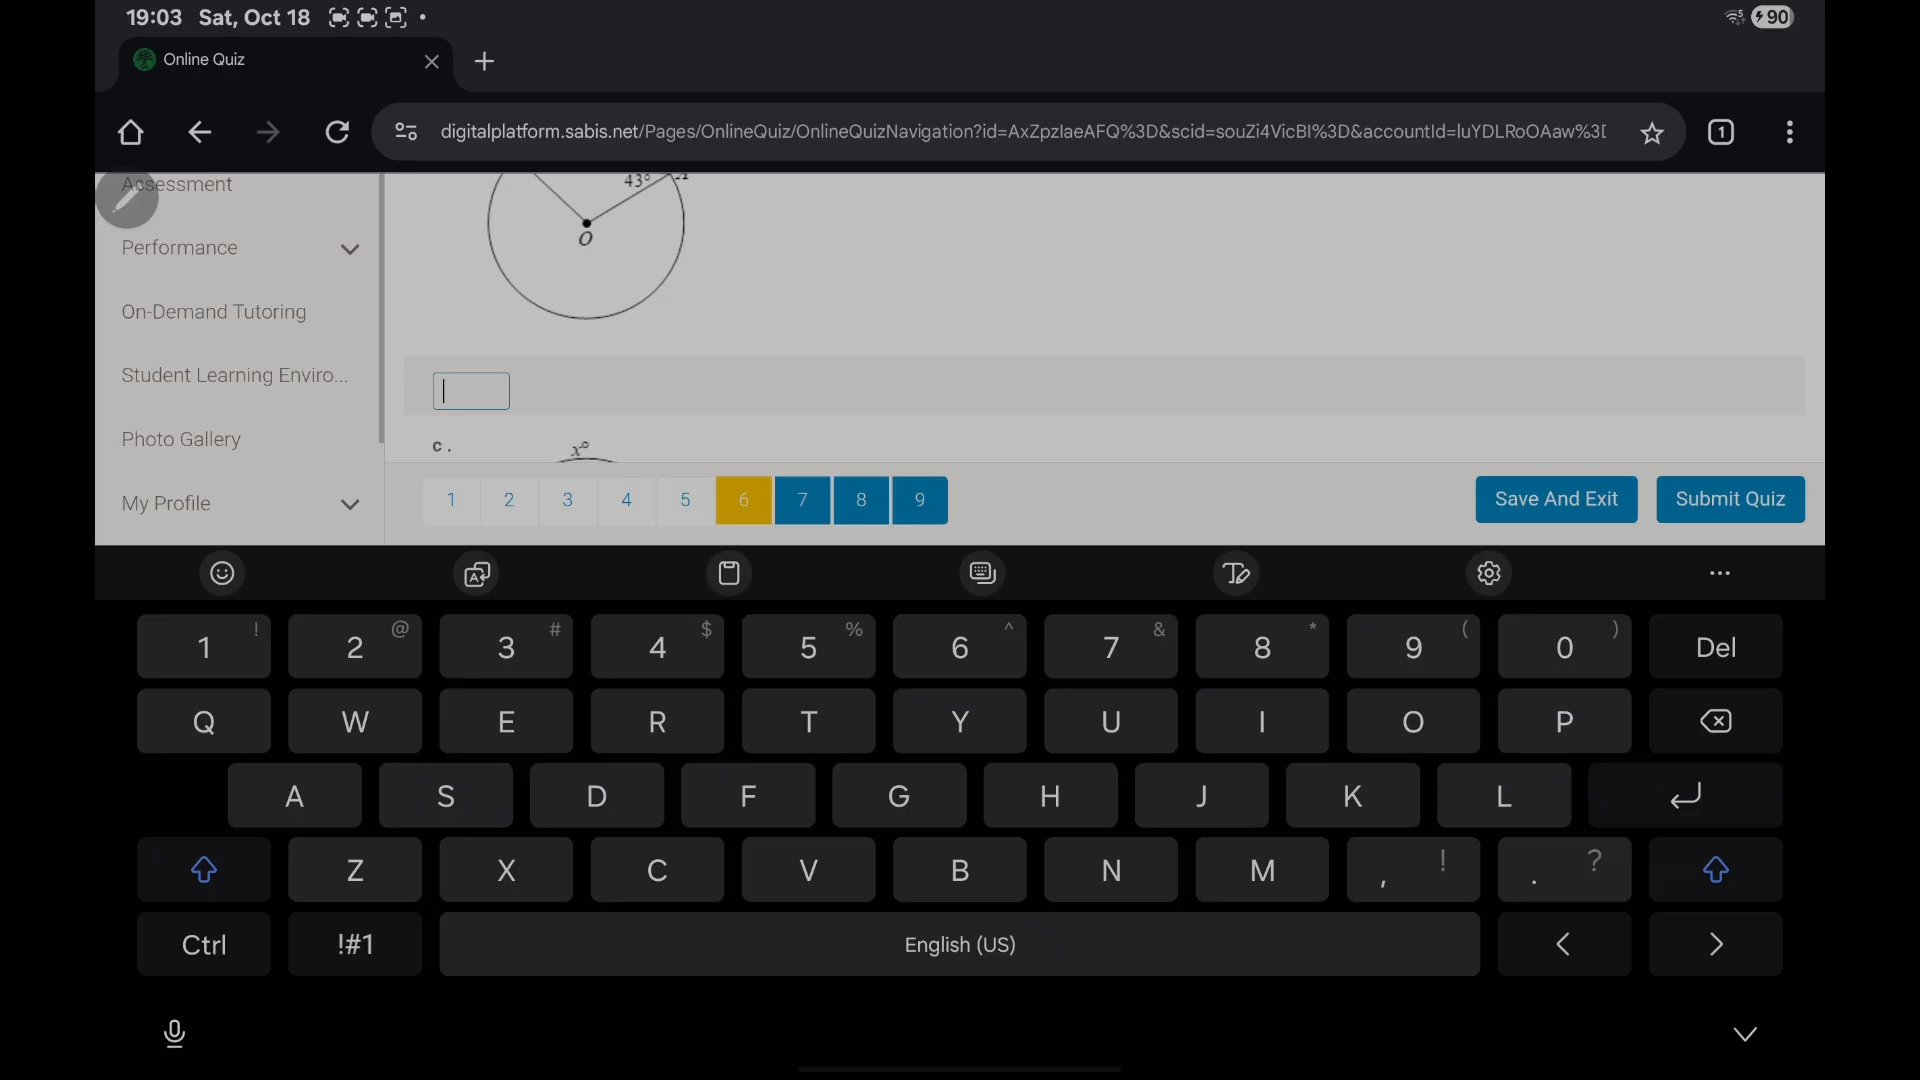 19:03 Sat, Oct 18
90
Online Quiz
digitalplatform.sabis.net/Pages/OnlineQuiz/OnlineQuizNavigation?id=AxZpzIaeAFQ%3D&scid=souZi4VicBI%3D&accountId=luYDLRoOAaw%3D
1
Assessment
Performance
On-Demand Tutoring
Student Learning Enviro...
Photo Gallery
My Profile
43° A
O
c. x°
1 2 3 4 5 6 7 8 9
Save And Exit Submit Quiz
! @ # $ % ^ & * ( )
1 2 3 4 5 6 7 8 9 0 Del
Q W E R T Y U I O P
A S D F G H J K L
Z X C V B N M , ! . ?
Ctrl !#1 English (US) < >